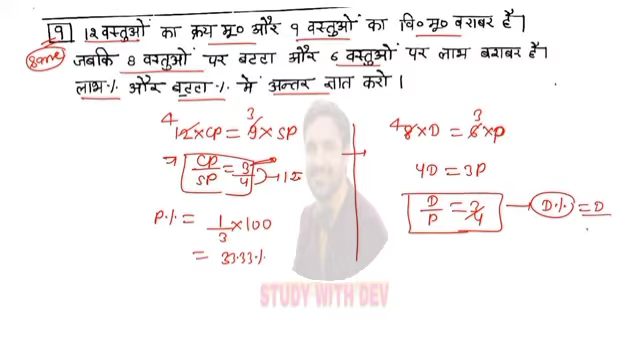 9 12 वस्तुओं का क्रय मू० और 9 वस्तुओं का वि० मू० बराबर है।
Same जबकि 8 वस्तुओं पर बट्टा और 6 वस्तुओं पर लाभ बराबर है।
लाभ% और बट्टा% मे अन्तर ज्ञात करो।
4 3
12 × CP = 9 × SP
⇒ CP/SP = 3/4
P.% = 1/3 × 100
= 33.33%
4 3
8 × D = 6 × P
4D = 3P
D/P = 3/4 → D% = D
STUDY WITH DEV